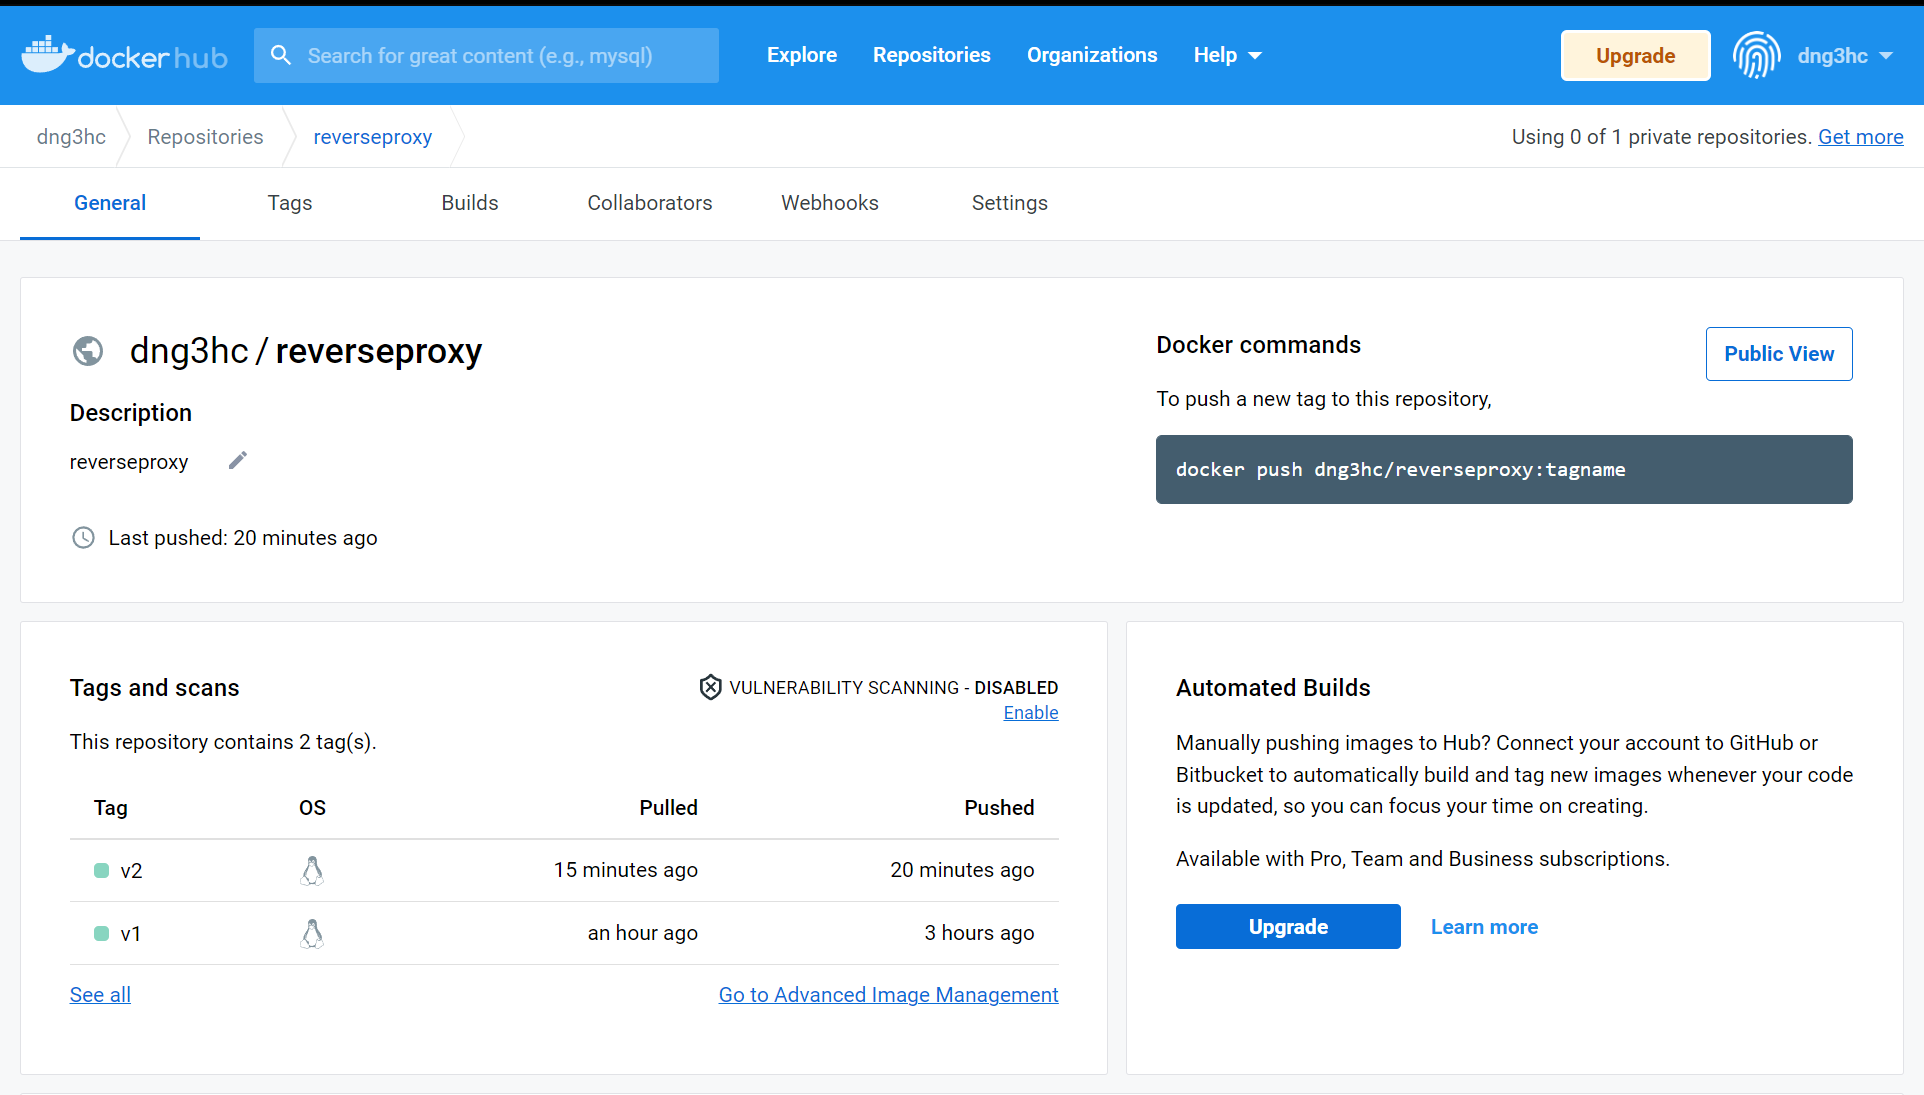 docker hub
Search for great content (e.g., mysql)
Explore
Repositories
Organizations
Help
Upgrade
dng3hc
dng3hc
Repositories
reverseproxy
Using 0 of 1 private repositories. Get more
General
Tags
Builds
Collaborators
Webhooks
Settings
dng3hc / reverseproxy
Description
reverseproxy
Last pushed: 20 minutes ago
Docker commands
Public View
To push a new tag to this repository,
docker push dng3hc/reverseproxy:tagname
Tags and scans
VULNERABILITY SCANNING - DISABLED
Enable
This repository contains 2 tag(s).
Tag OS Pulled Pushed
v2 15 minutes ago 20 minutes ago
v1 an hour ago 3 hours ago
See all
Go to Advanced Image Management
Automated Builds
Manually pushing images to Hub? Connect your account to GitHub or
Bitbucket to automatically build and tag new images whenever your code
is updated, so you can focus your time on creating.
Available with Pro, Team and Business subscriptions.
Upgrade
Learn more